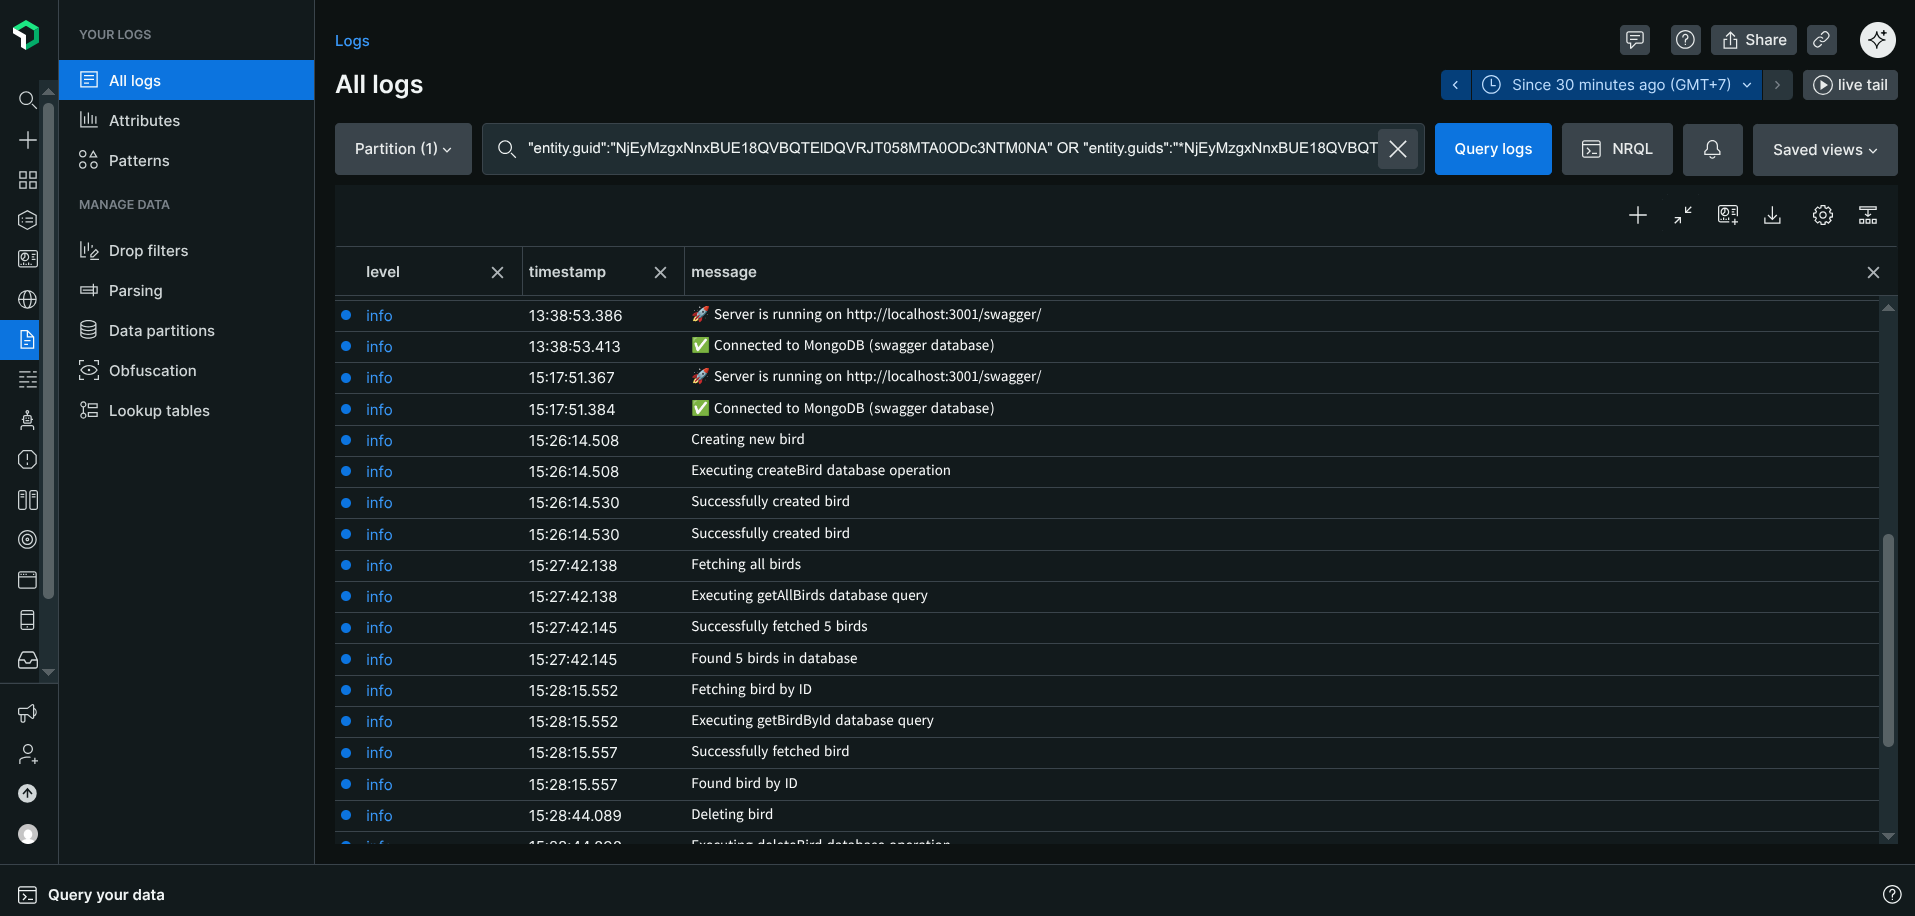 YOUR LOGS
All logs
Attributes
Patterns
MANAGE DATA
Drop filters
Parsing
Data partitions
Obfuscation
Lookup tables
Logs
Share
All logs
Since 30 minutes ago (GMT+7)
live tail
Partition (1)
"entity.guid":"NjEyMzgxNnxBUE18QVBQTElDQVRJT058MTA0ODc3NTM0NA" OR "entity.guids":"*NjEyMzgxNnxBUE18QVBQT
Query logs
NRQL
Saved views
level timestamp message
info 13:38:53.386 🚀 Server is running on http://localhost:3001/swagger/
info 13:38:53.413 ✅ Connected to MongoDB (swagger database)
info 15:17:51.367 🚀 Server is running on http://localhost:3001/swagger/
info 15:17:51.384 ✅ Connected to MongoDB (swagger database)
info 15:26:14.508 Creating new bird
info 15:26:14.508 Executing createBird database operation
info 15:26:14.530 Successfully created bird
info 15:26:14.530 Successfully created bird
info 15:27:42.138 Fetching all birds
info 15:27:42.138 Executing getAllBirds database query
info 15:27:42.145 Successfully fetched 5 birds
info 15:27:42.145 Found 5 birds in database
info 15:28:15.552 Fetching bird by ID
info 15:28:15.552 Executing getBirdById database query
info 15:28:15.557 Successfully fetched bird
info 15:28:15.557 Found bird by ID
info 15:28:44.089 Deleting bird
Executing deleteBird database operation
Query your data